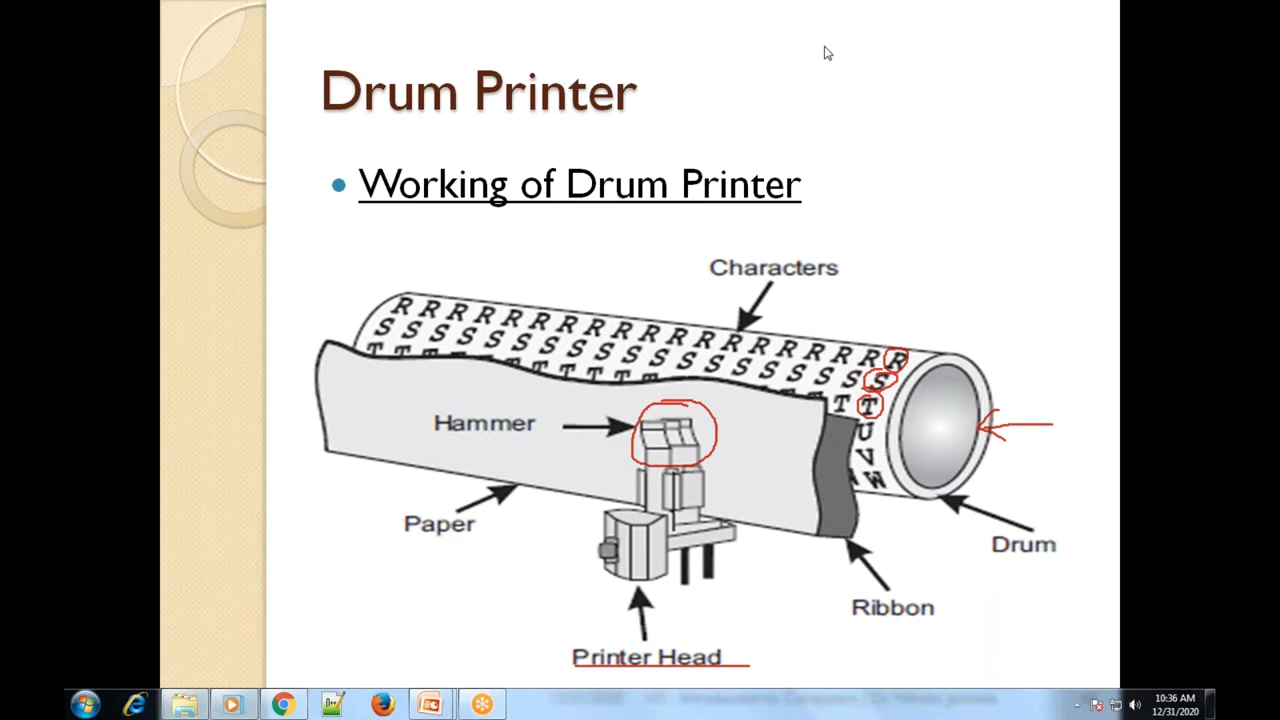 Drum Printer
Working of Drum Printer
Characters
R R R R R R R R R R R R R R R R R R R
S S S S S S S S S S S S S S S S S S S
T T
U
V
W
Hammer
Paper
Drum
Ribbon
Printer Head
10:36 AM
12/31/2020